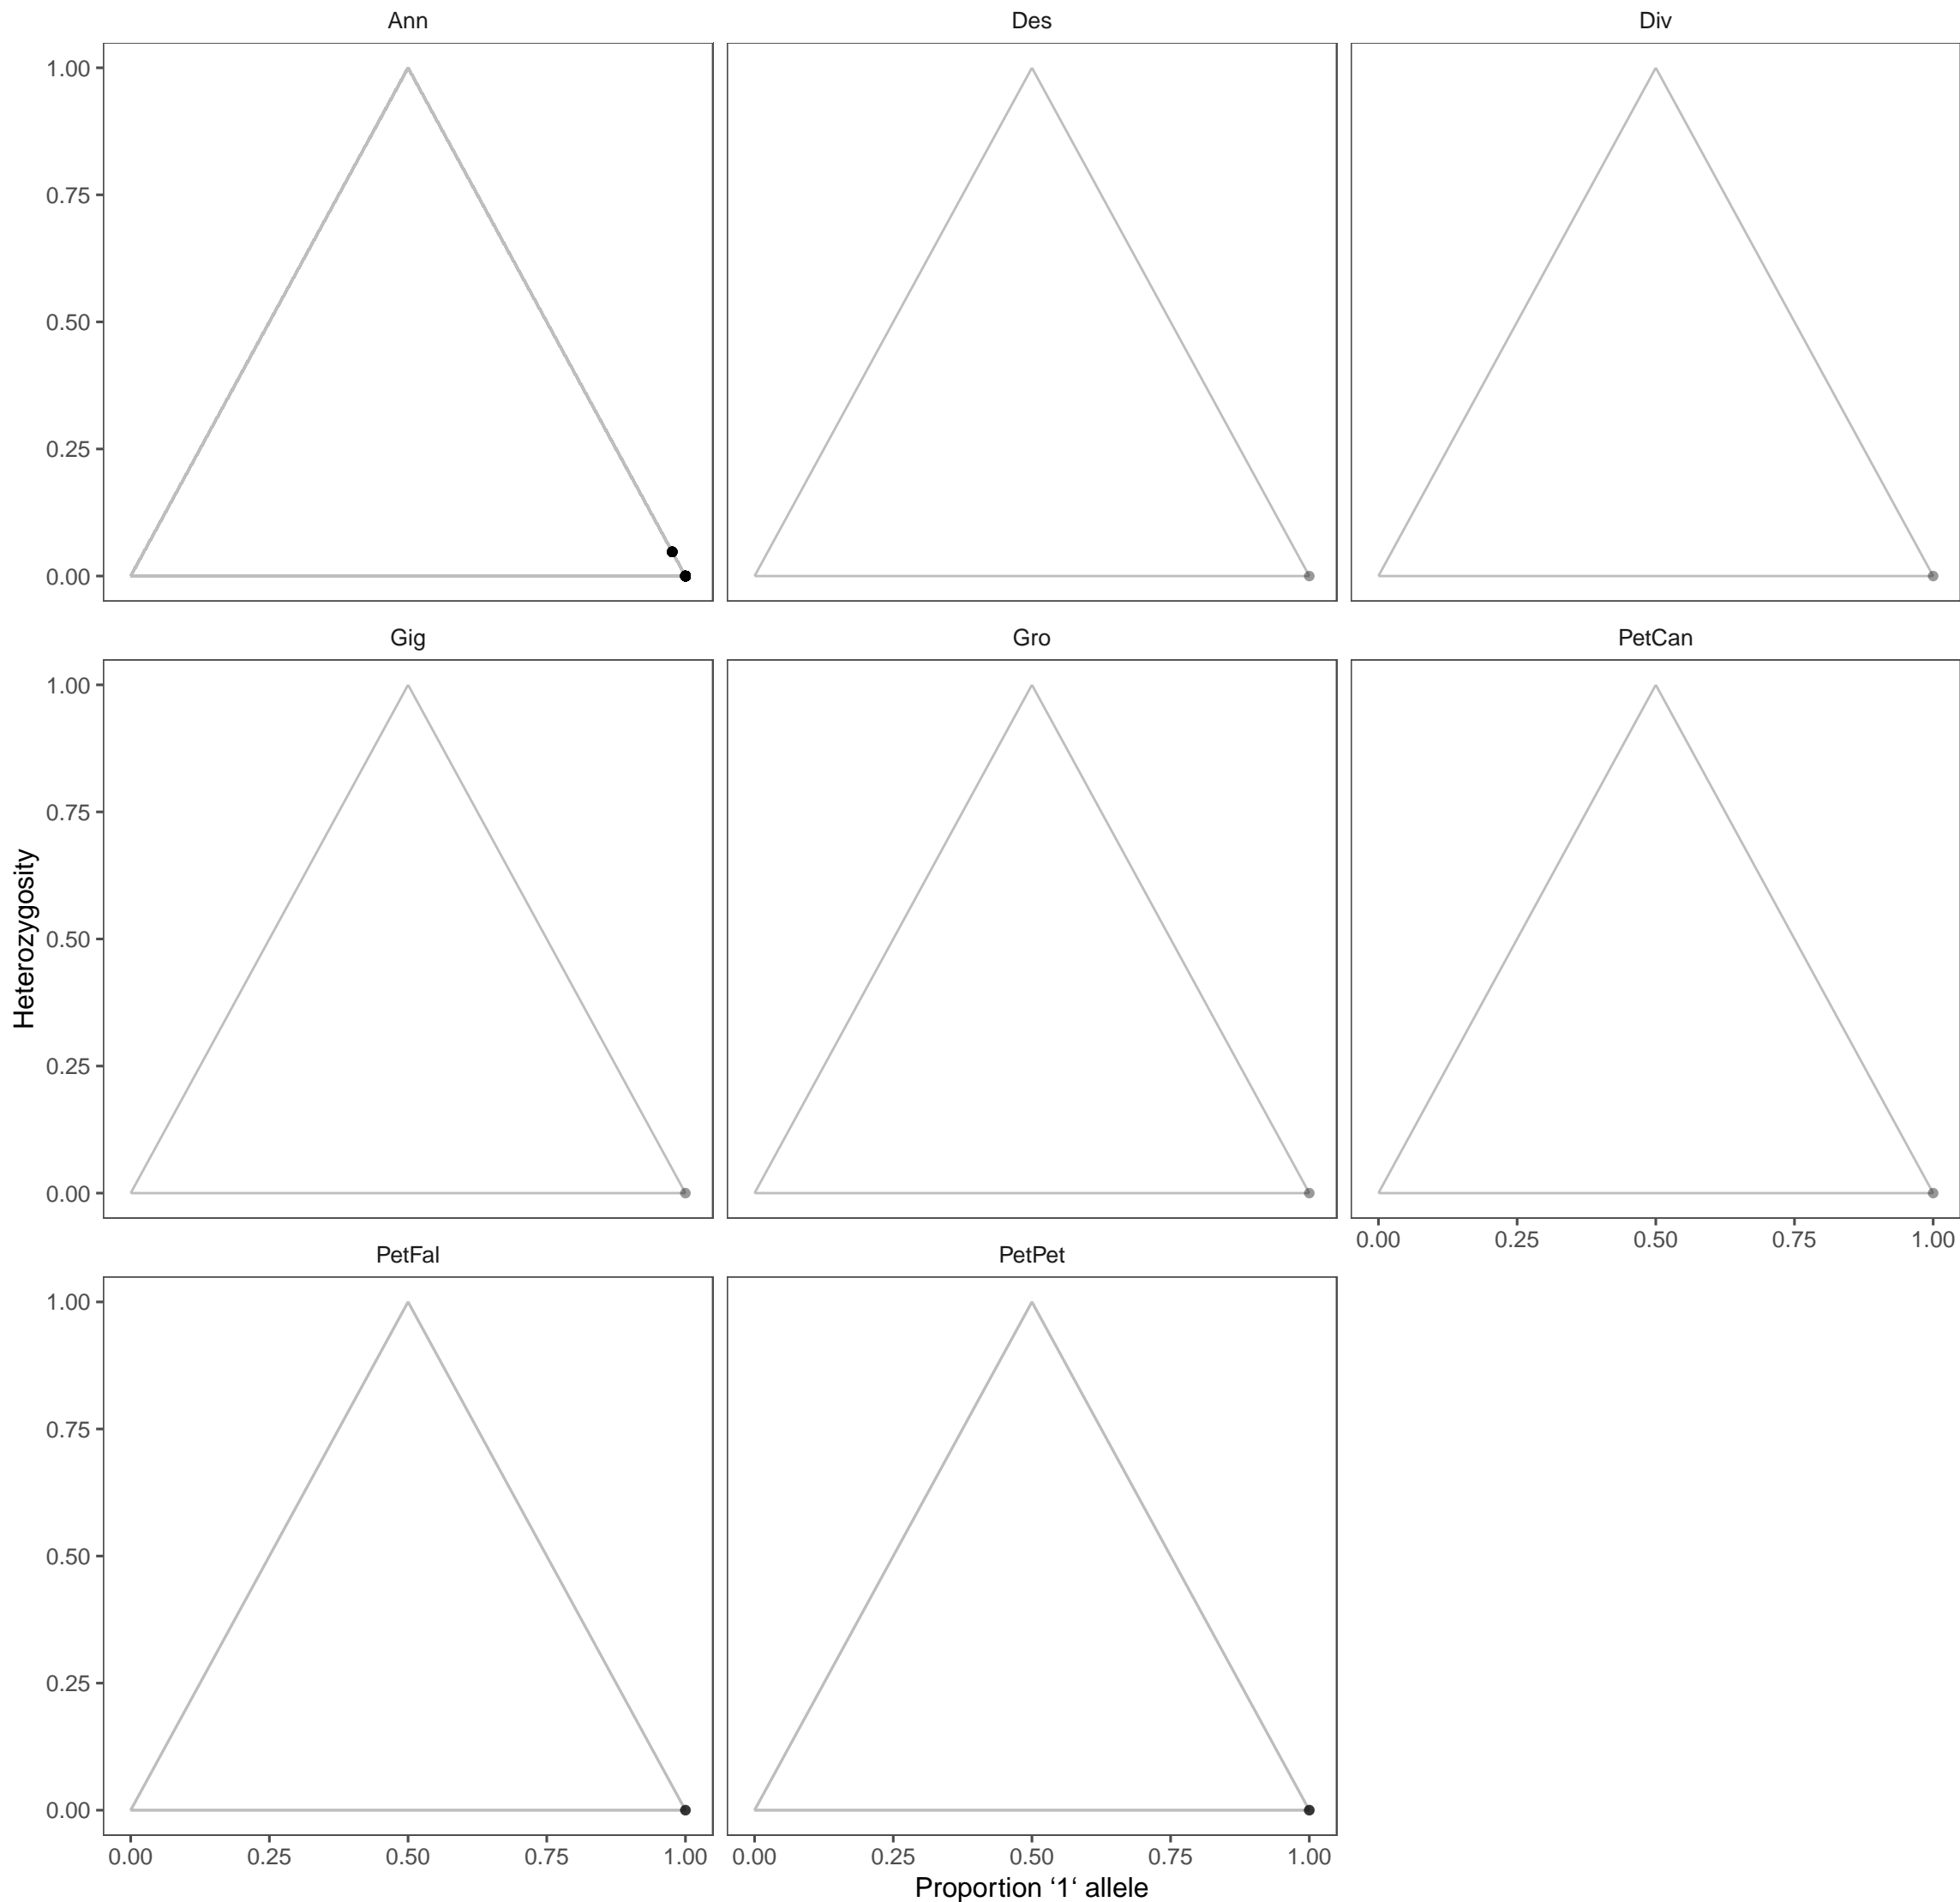 Ann Des Div
1.00
0.75
0.50
0.25
0.00
Gig Gro PetCan
1.00
0.75
0.50
0.25
0.00
0.00 0.25 0.50 0.75 1.00
PetFal PetPet
1.00
0.75
0.50
0.25
0.00
0.00 0.25 0.50 0.75 1.00 0.00 0.25 0.50 0.75 1.00
Proportion ‘1‘ allele
Heterozygosity